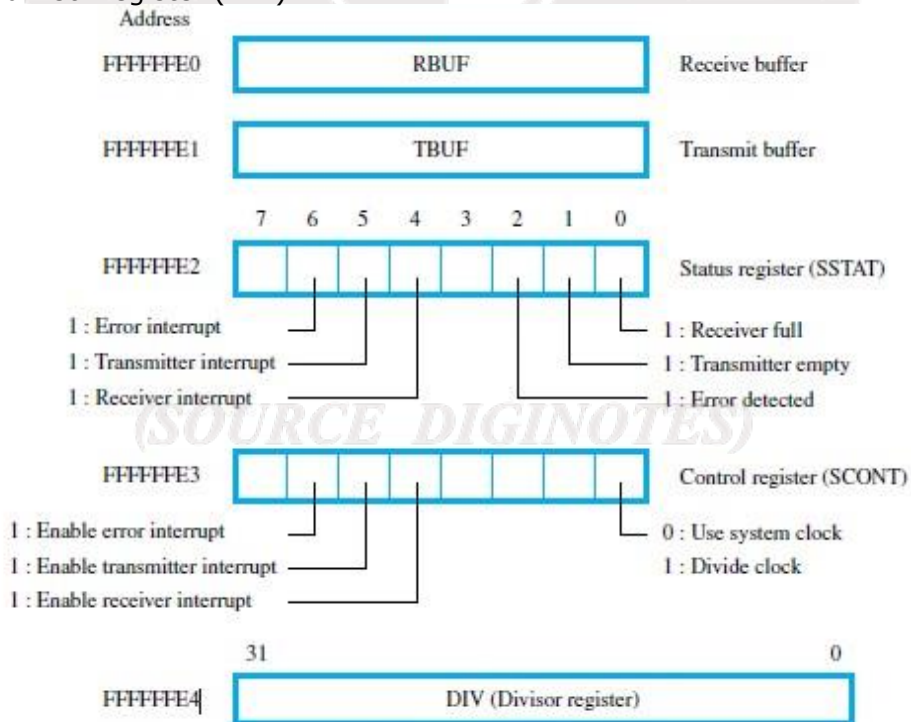 Address
FFFFFFE0 RBUF Receive buffer
FFFFFFE1 TBUF Transmit buffer
7 6 5 4 3 2 1 0
FFFFFFE2 Status register (SSTAT)
1 : Error interrupt 1 : Receiver full
1 : Transmitter interrupt 1 : Transmitter empty
1 : Receiver interrupt 1 : Error detected
(SOURCE DIGINOTES)
FFFFFFE3 Control register (SCONT)
1 : Enable error interrupt 0 : Use system clock
1 : Enable transmitter interrupt 1 : Divide clock
1 : Enable receiver interrupt
31 0
FFFFFFE4 DIV (Divisor register)